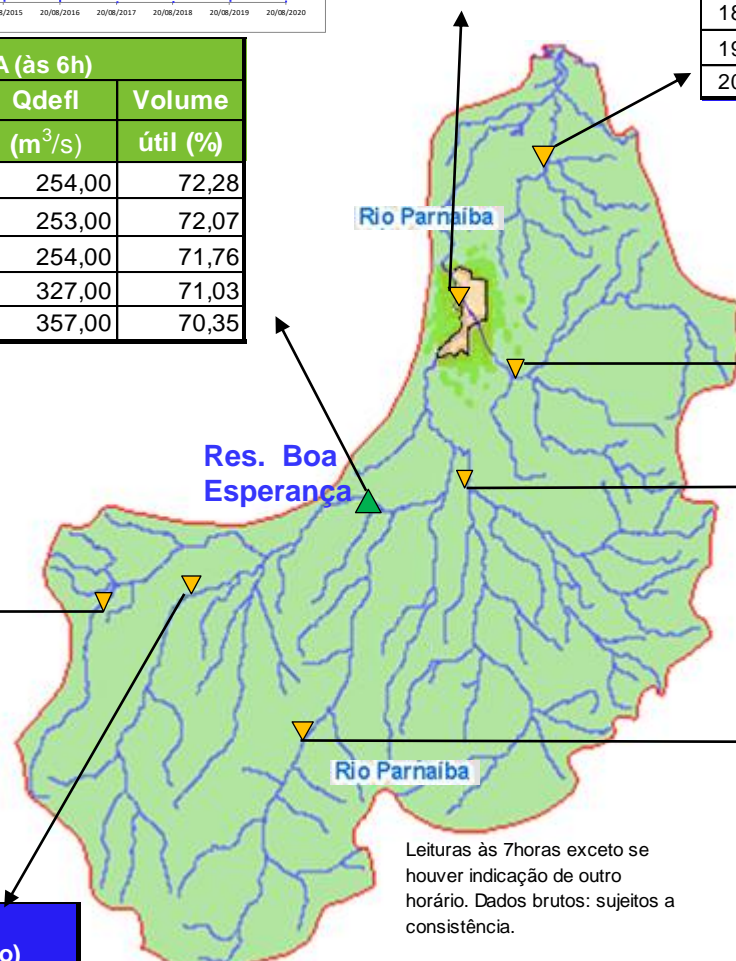 20/08/2016 20/08/2017 20/08/2018 20/08/2019 20/08/2020
(às 6h)
Qdefl Volume
(m³/s) útil (%)
254,00 72,28
253,00 72,07
254,00 71,76
327,00 71,03
357,00 70,35
18
19
20
Rio Parnaíba
Res. Boa
Esperança
Rio Parnaíba
Leituras às 7horas exceto se
houver indicação de outro
horário. Dados brutos: sujeitos a
consistência.